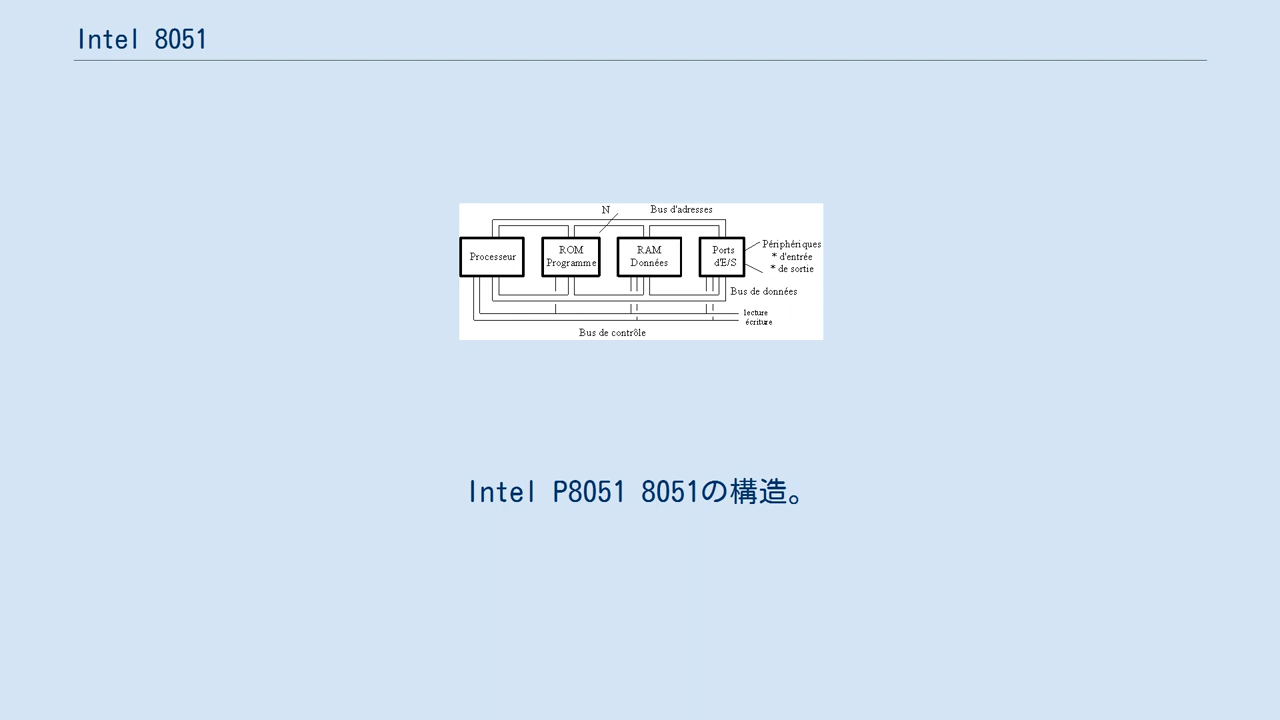 Intel 8051
N
Bus d'adresses
Processeur
ROM
Programme
RAM
Données
Ports
d'E/S
Périphériques
* d'entrée
* de sortie
Bus de données
lecture
écriture
Bus de contrôle
Intel P8051 8051の構造。